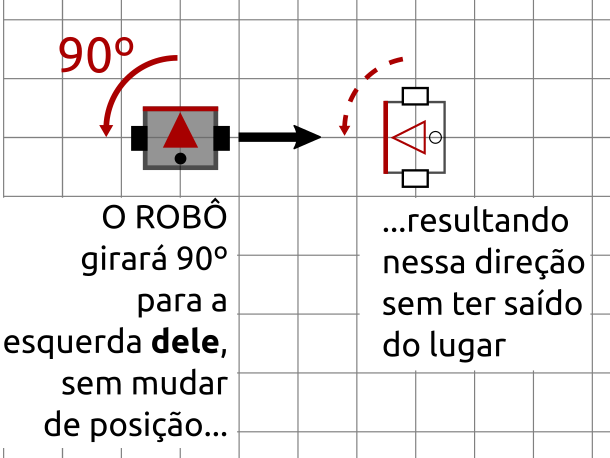 90º
O ROBÔ
girará 90º
para a
esquerda dele,
sem mudar
de posição...
...resultando
nessa direção
sem ter saído
do lugar